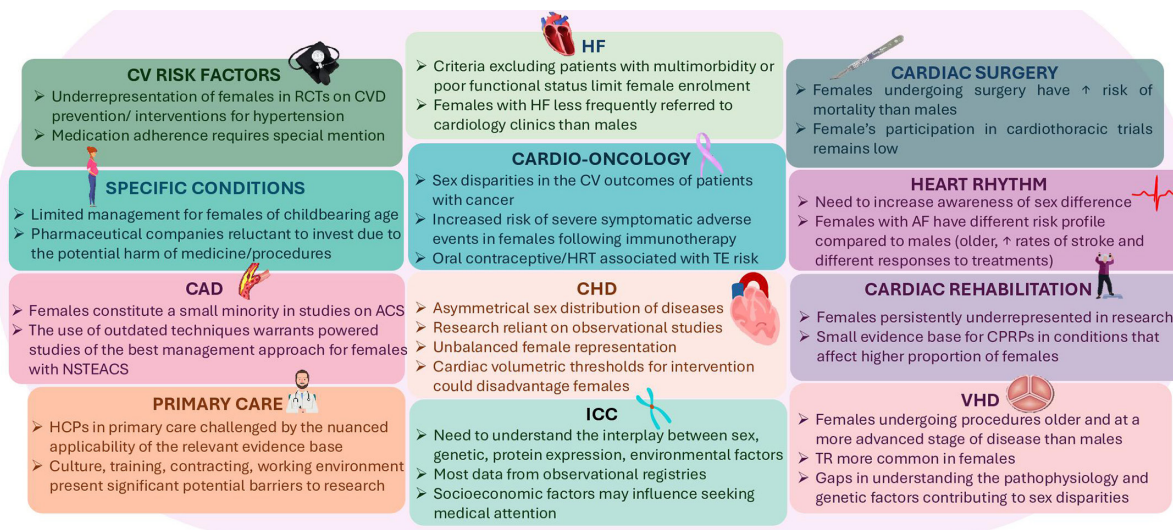 CV RISK FACTORS
➢ Underrepresentation of females in RCTs on CVD
prevention/ interventions for hypertension
➢ Medication adherence requires special mention
SPECIFIC CONDITIONS
➢ Limited management for females of childbearing age
➢ Pharmaceutical companies reluctant to invest due to
the potential harm of medicine/procedures
CAD
➢ Females constitute a small minority in studies on ACS
➢ The use of outdated techniques warrants powered
studies of the best management approach for females
with NSTEACS
PRIMARY CARE
➢ HCPs in primary care challenged by the nuanced
applicability of the relevant evidence base
➢ Culture, training, contracting, working environment
present significant potential barriers to research
HF
➢ Criteria excluding patients with multimorbidity or
poor functional status limit female enrolment
➢ Females with HF less frequently referred to
cardiology clinics than males
CARDIO-ONCOLOGY
➢ Sex disparities in the CV outcomes of patients
with cancer
➢ Increased risk of severe symptomatic adverse
events in females following immunotherapy
➢ Oral contraceptive/HRT associated with TE risk
CHD
➢ Asymmetrical sex distribution of diseases
➢ Research reliant on observational studies
➢ Unbalanced female representation
➢ Cardiac volumetric thresholds for intervention
could disadvantage females
ICC
➢ Need to understand the interplay between sex,
genetic, protein expression, environmental factors
➢ Most data from observational registries
➢ Socioeconomic factors may influence seeking
medical attention
CARDIAC SURGERY
➢ Females undergoing surgery have ↑ risk of
mortality than males
➢ Female's participation in cardiothoracic trials
remains low
HEART RHYTHM
➢ Need to increase awareness of sex difference
➢ Females with AF have different risk profile
compared to males (older, ↑ rates of stroke and
different responses to treatments)
CARDIAC REHABILITATION
➢ Females persistently underrepresented in research
➢ Small evidence base for CPRPs in conditions that
affect higher proportion of females
VHD
➢ Females undergoing procedures older and at a
more advanced stage of disease than males
➢ TR more common in females
➢ Gaps in understanding the pathophysiology and
genetic factors contributing to sex disparities